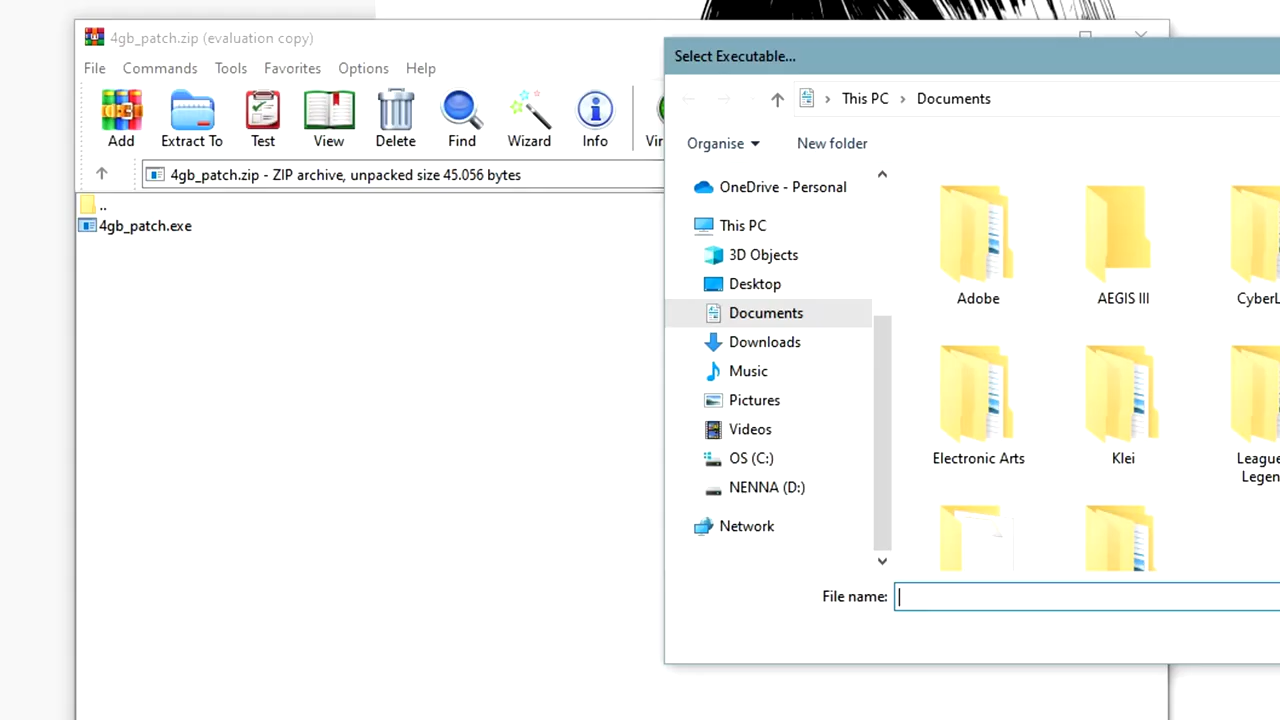 4gb_patch.zip (evaluation copy)
File Commands Tools Favorites Options Help
Add Extract To Test View Delete Find Wizard Info Vir
4gb_patch.zip - ZIP archive, unpacked size 45.056 bytes
..
4gb_patch.exe
Select Executable...
This PC > Documents
Organise New folder
OneDrive - Personal
This PC
3D Objects
Desktop
Documents
Downloads
Music
Pictures
Videos
OS (C:)
NENNA (D:)
Network
Adobe AEGIS III CyberL
Electronic Arts Klei League
Legen
File name: